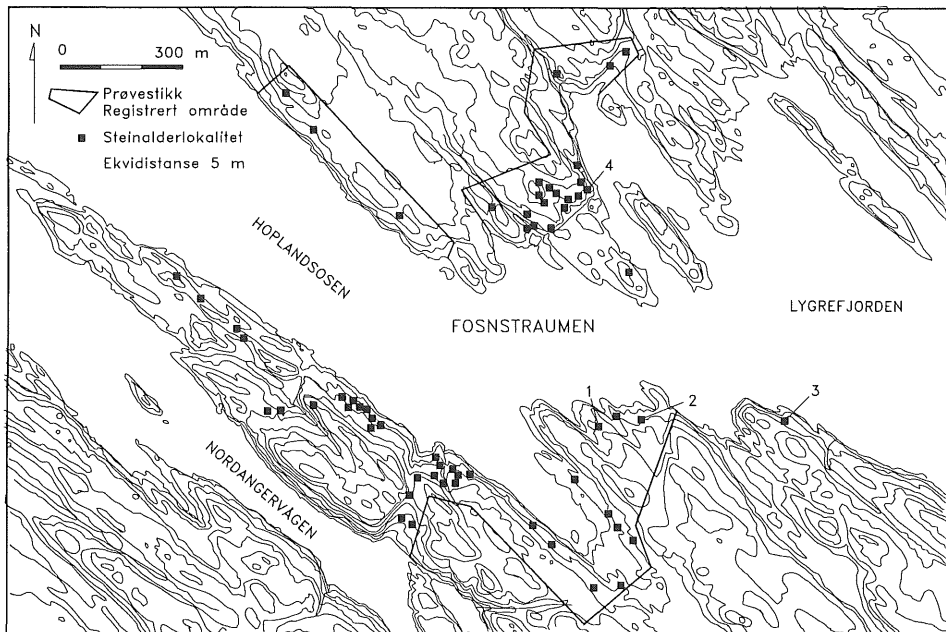 N
0 300 m
Prøvestikk
Registrert område
Steinalderlokalitet
Ekvidistanse 5 m
4
HOPLANDSOSEN
LYGREFJORDEN
FOSNSTRAUMEN
1 2 3
NORDANGERVÅGEN